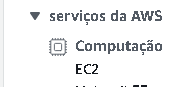 serviços da AWS
Computação
EC2